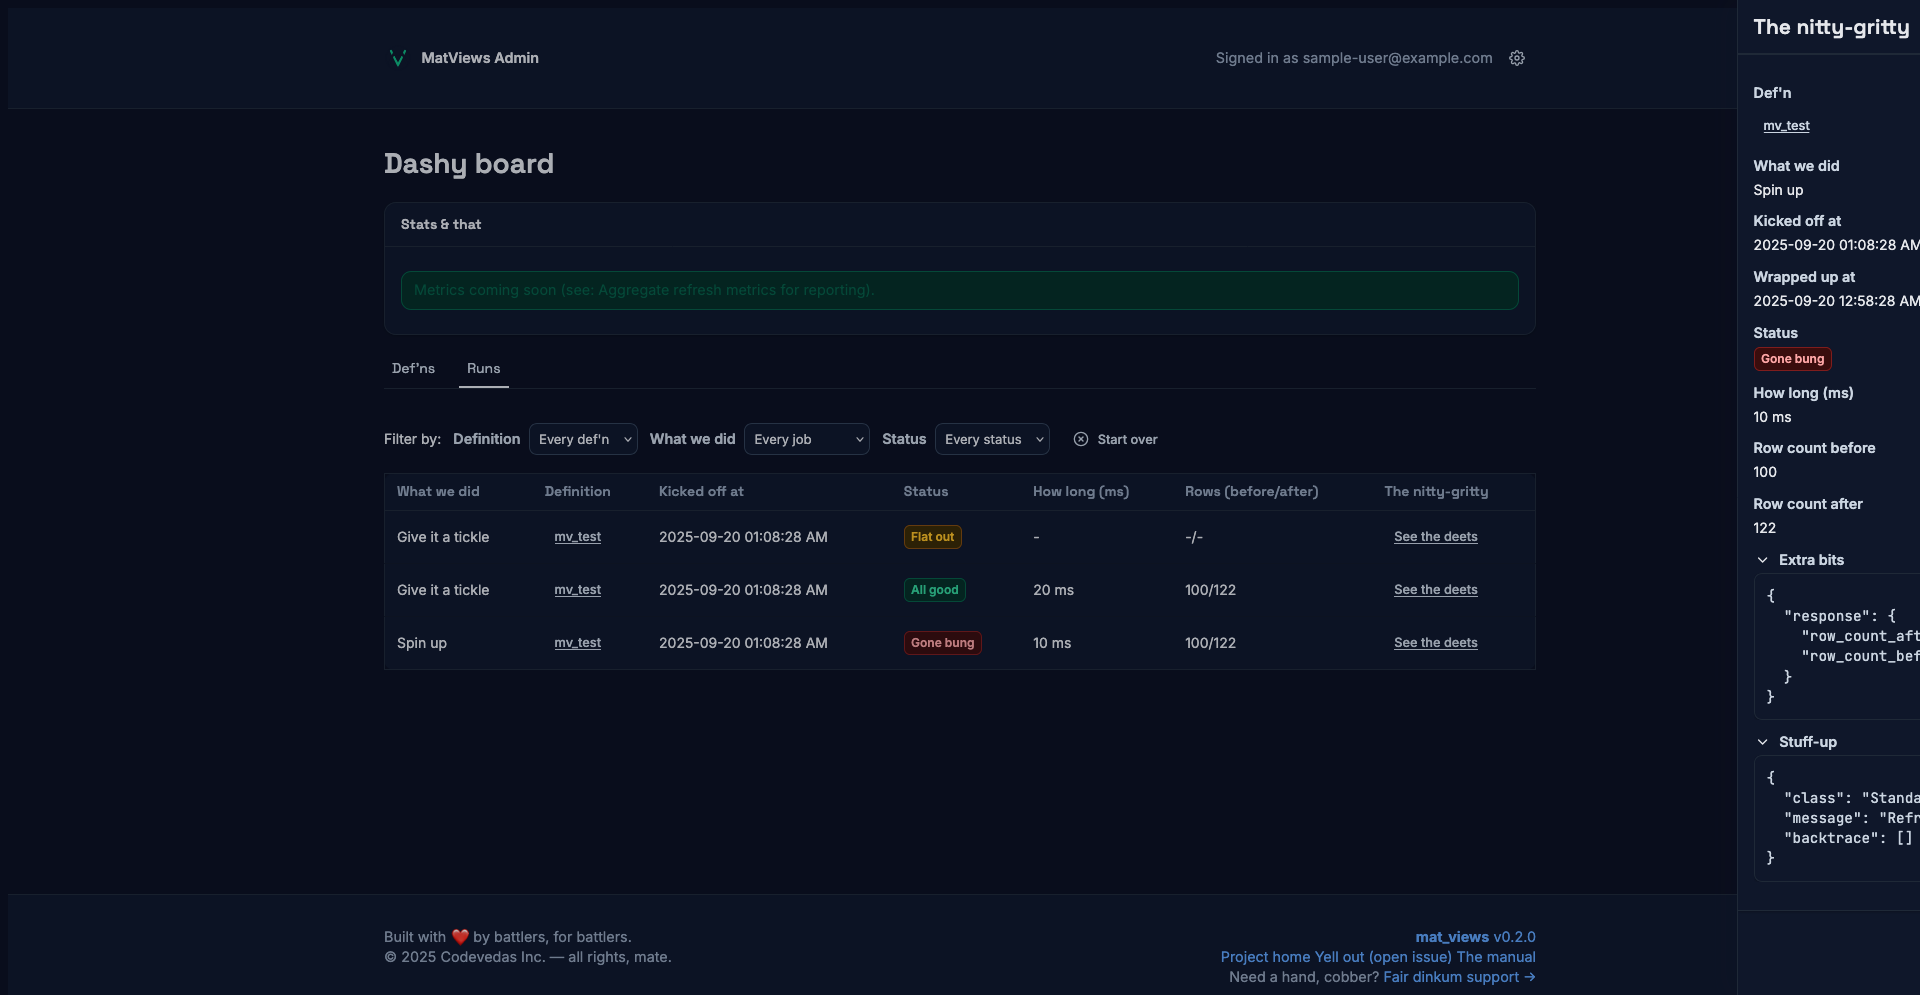 MatViews Admin
Signed in as sample-user@example.com
Dashy board
Stats & that
Metrics coming soon (see: Aggregate refresh metrics for reporting).
Def'ns Runs
Filter by: Definition Every def'n What we did Every job Status Every status Start over
What we did Definition Kicked off at Status How long (ms) Rows (before/after) The nitty-gritty
Give it a tickle mv_test 2025-09-20 01:08:28 AM Flat out - -/- See the deets
Give it a tickle mv_test 2025-09-20 01:08:28 AM All good 20 ms 100/122 See the deets
Spin up mv_test 2025-09-20 01:08:28 AM Gone bung 10 ms 100/122 See the deets
Built with ❤️ by battlers, for battlers.
© 2025 Codevedas Inc. — all rights, mate.
mat_views v0.2.0
Project home Yell out (open issue) The manual
Need a hand, cobber? Fair dinkum support →
The nitty-gritty
Def'n
mv_test
What we did
Spin up
Kicked off at
2025-09-20 01:08:28 AM
Wrapped up at
2025-09-20 12:58:28 AM
Status
Gone bung
How long (ms)
10 ms
Row count before
100
Row count after
122
Extra bits
{
"response": {
"row_count_aft
"row_count_bef
}
}
Stuff-up
{
"class": "Standa
"message": "Refr
"backtrace": []
}